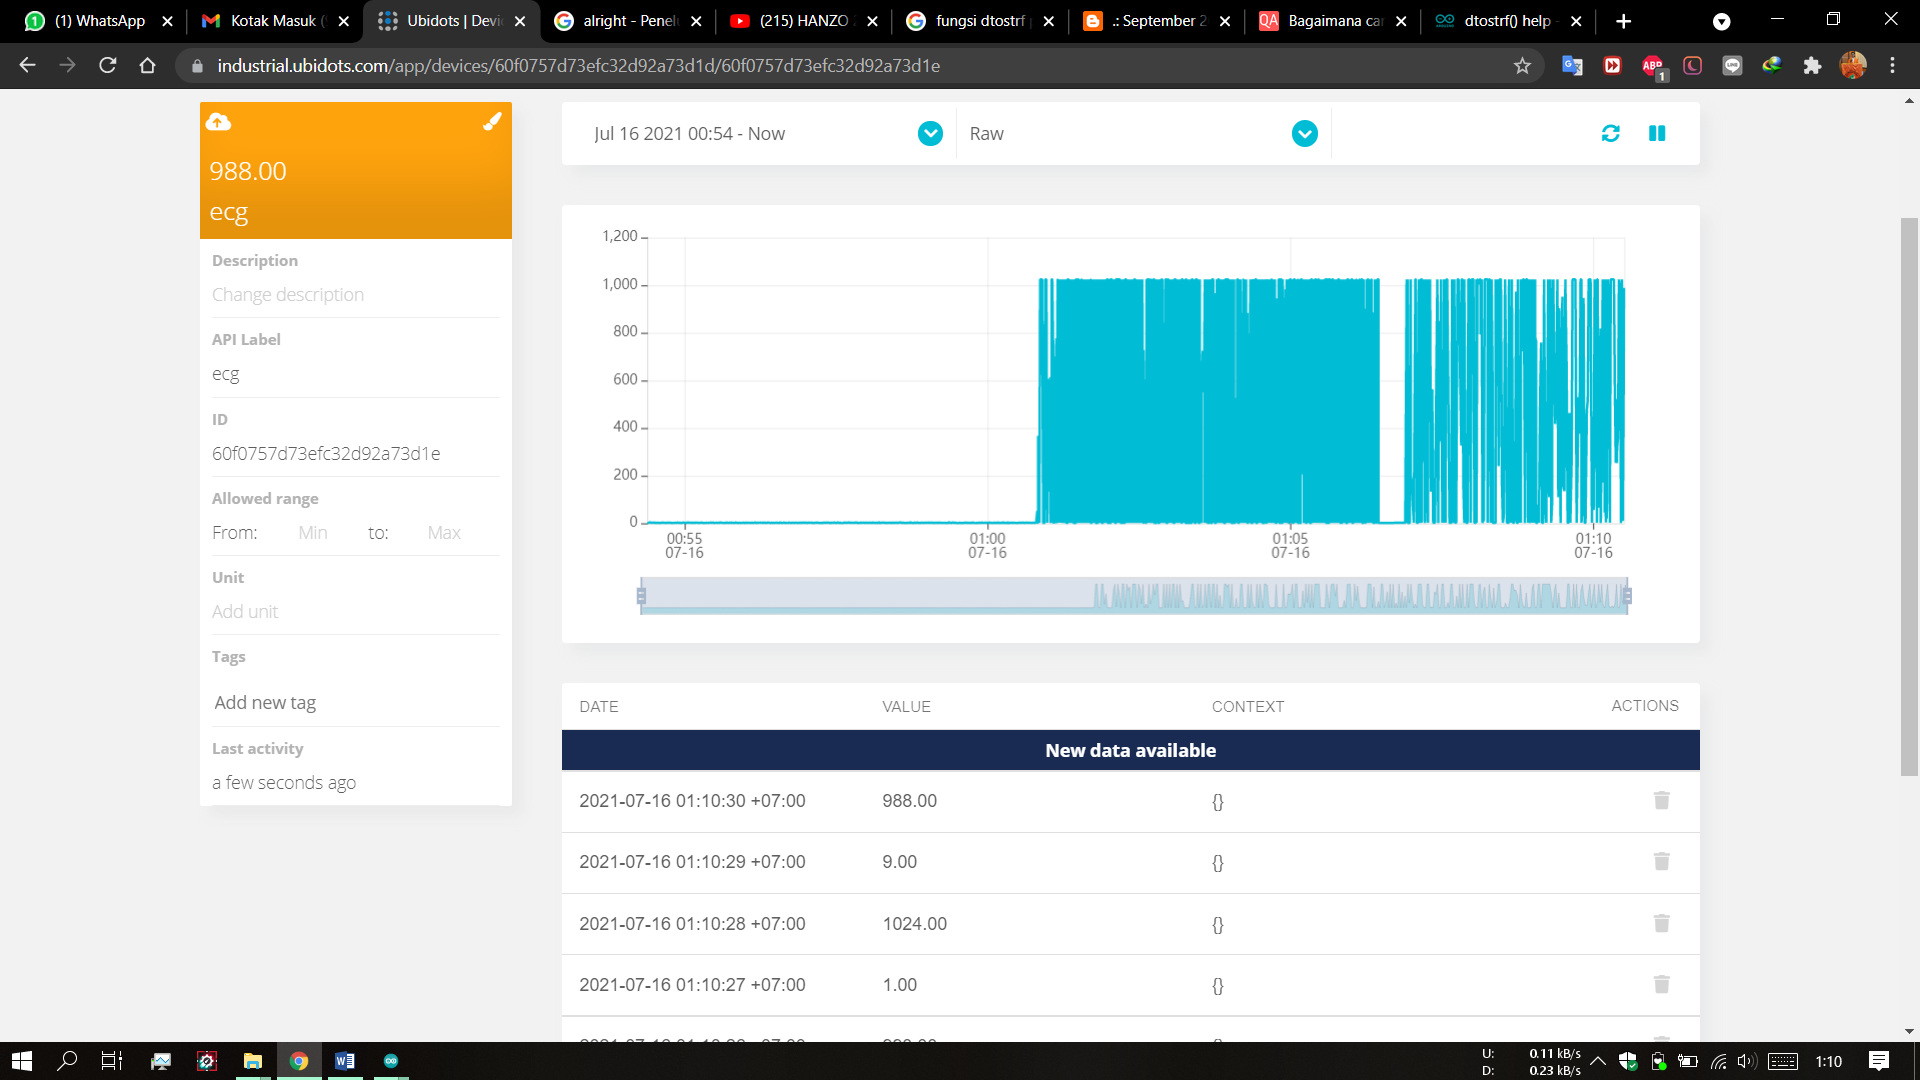 (1) WhatsApp
Kotak Masuk (
Ubidots | Devi
alright - Penel
(215) HANZO
fungsi dtostrf
.: September 2
QA
Bagaimana ca
dtostrf() help -
industrial.ubidots.com/app/devices/60f0757d73efc32d92a73d1d/60f0757d73efc32d92a73d1e
ABP
1
988.00
ecg
Description
Change description
API Label
ecg
ID
60f0757d73efc32d92a73d1e
Allowed range
From: Min to: Max
Unit
Add unit
Tags
Add new tag
Last activity
a few seconds ago
Jul 16 2021 00:54 - Now
Raw
1,200
1,000
800
600
400
200
0
00:55 01:00 01:05 01:10
07-16 07-16 07-16 07-16
DATE VALUE CONTEXT ACTIONS
New data available
2021-07-16 01:10:30 +07:00 988.00 {}
2021-07-16 01:10:29 +07:00 9.00 {}
2021-07-16 01:10:28 +07:00 1024.00 {}
2021-07-16 01:10:27 +07:00 1.00 {}
U: 0.11 kB/s
D: 0.23 kB/s
1:10